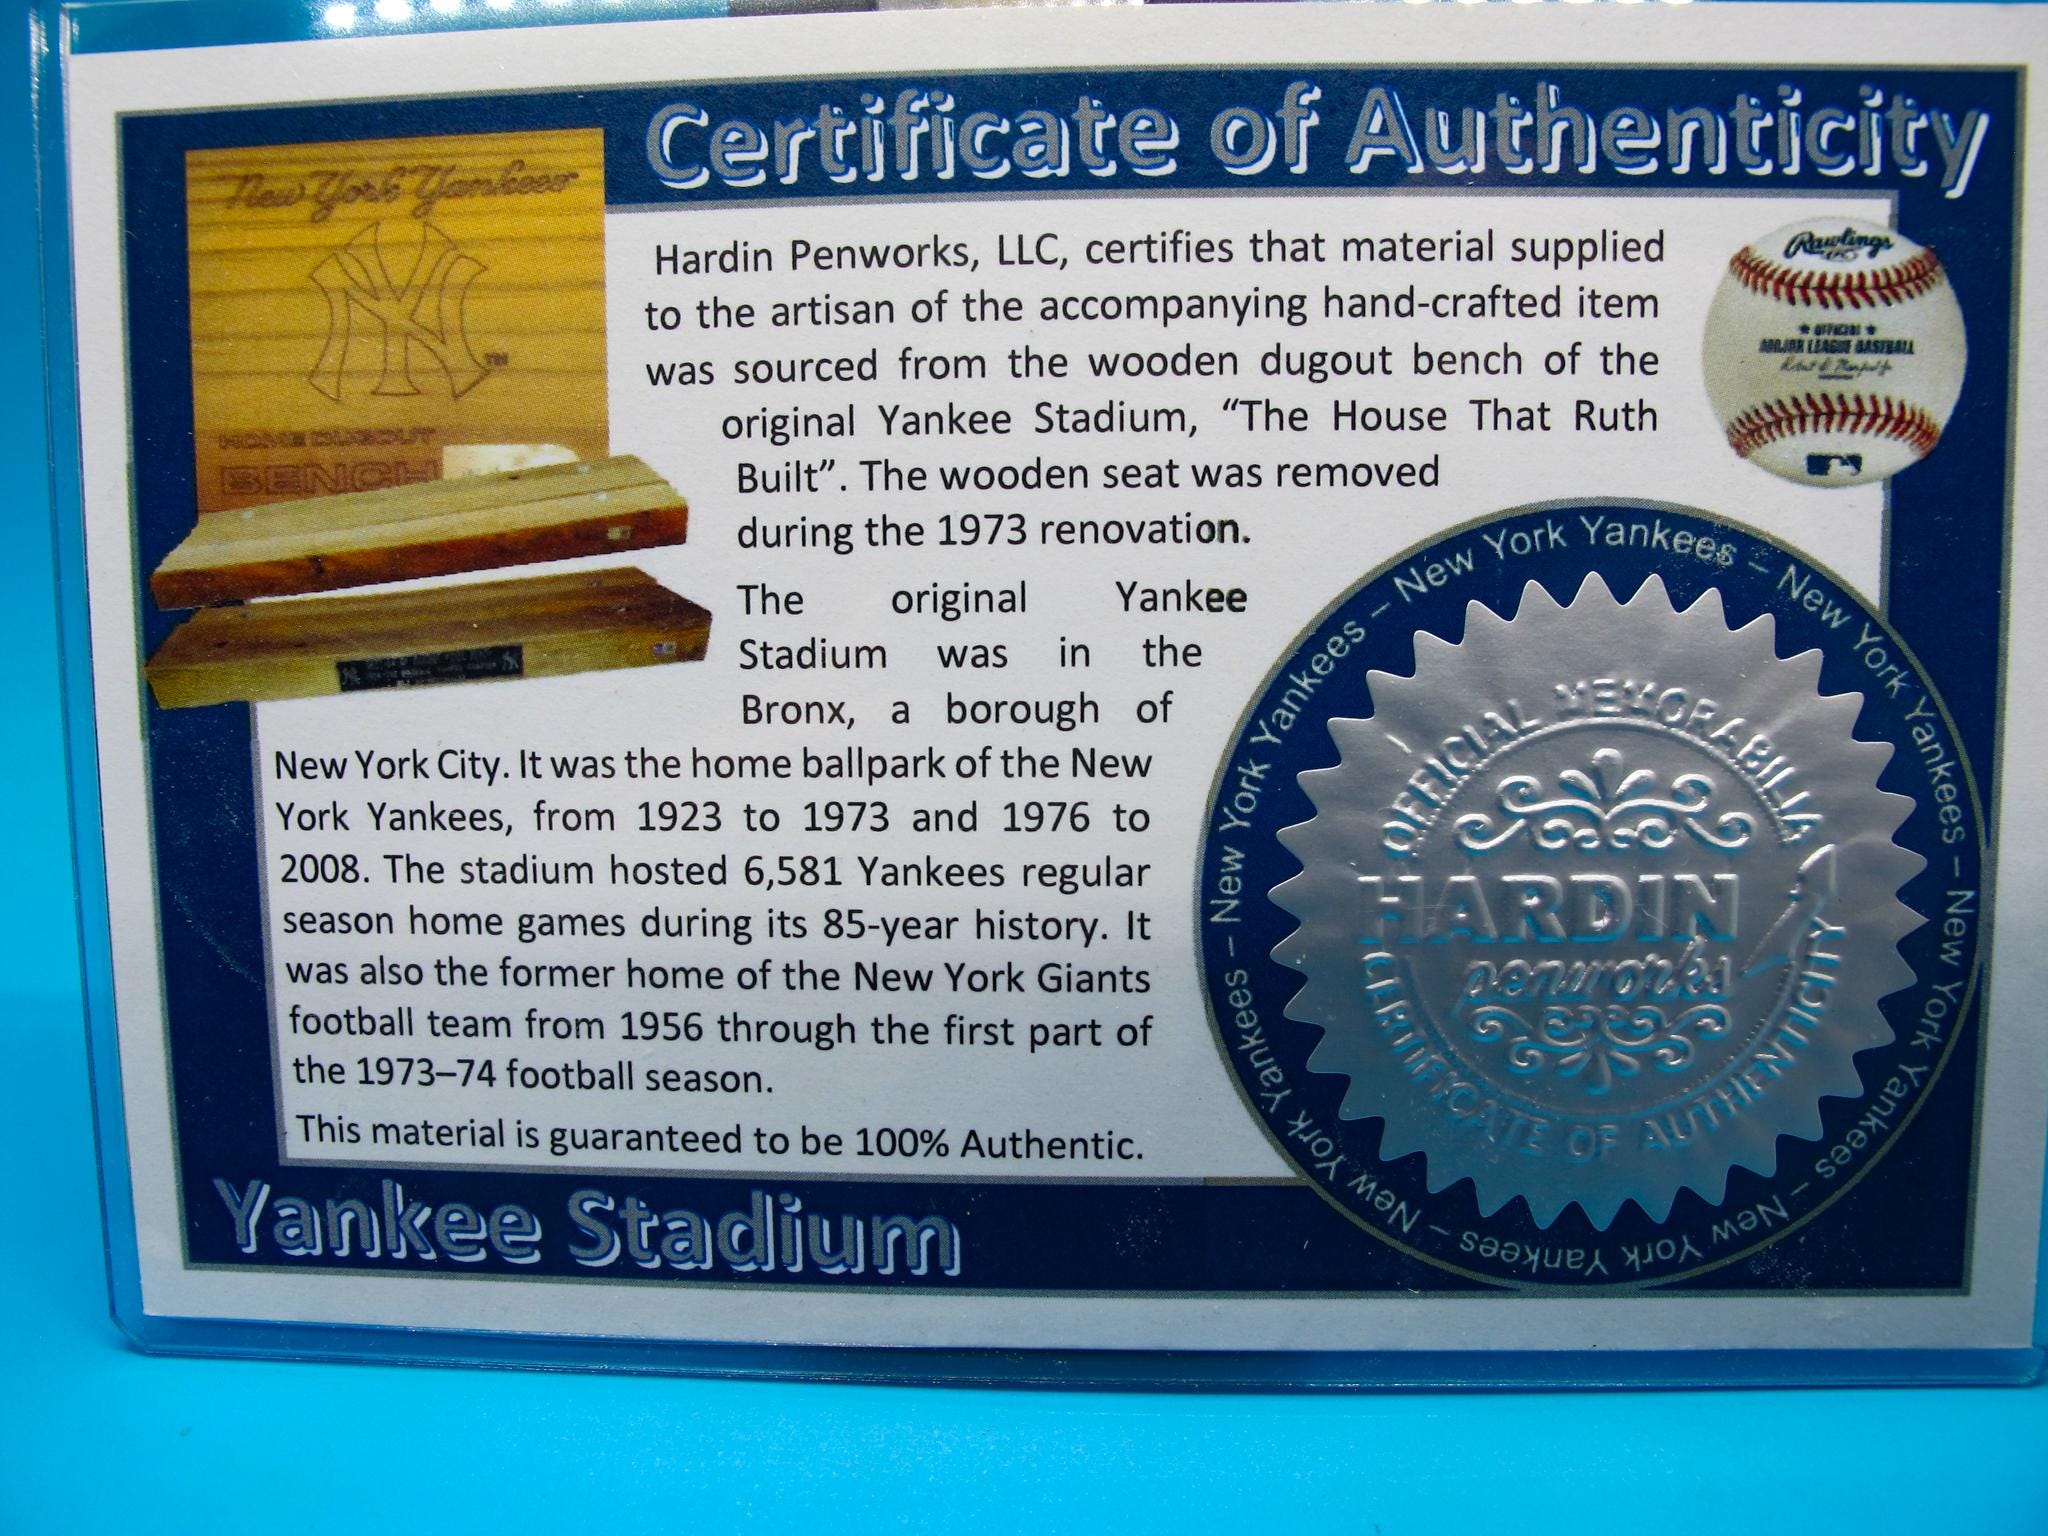 Certificate of Authenticity
New York Yankees
NY
TM
HOME DUGOUT
BENCH
Hardin Penworks, LLC, certifies that material supplied
to the artisan of the accompanying hand-crafted item
was sourced from the wooden dugout bench of the
original Yankee Stadium, “The House That Ruth
Built”. The wooden seat was removed
during the 1973 renovation.
The original Yankee
Stadium was in the
Bronx, a borough of
New York City. It was the home ballpark of the New
York Yankees, from 1923 to 1973 and 1976 to
2008. The stadium hosted 6,581 Yankees regular
season home games during its 85-year history. It
was also the former home of the New York Giants
football team from 1956 through the first part of
the 1973–74 football season.
This material is guaranteed to be 100% Authentic.
Rawlings
OFFICIAL
MAJOR LEAGUE BASEBALL
New York Yankees – New York Yankees – New York Yankees – New York Yankees – New York Yankees – New York Yankees – New York Yankees –
OFFICIAL MEMORABILIA
HARDIN
penworks
CERTIFICATE OF AUTHENTICITY
Yankee Stadium